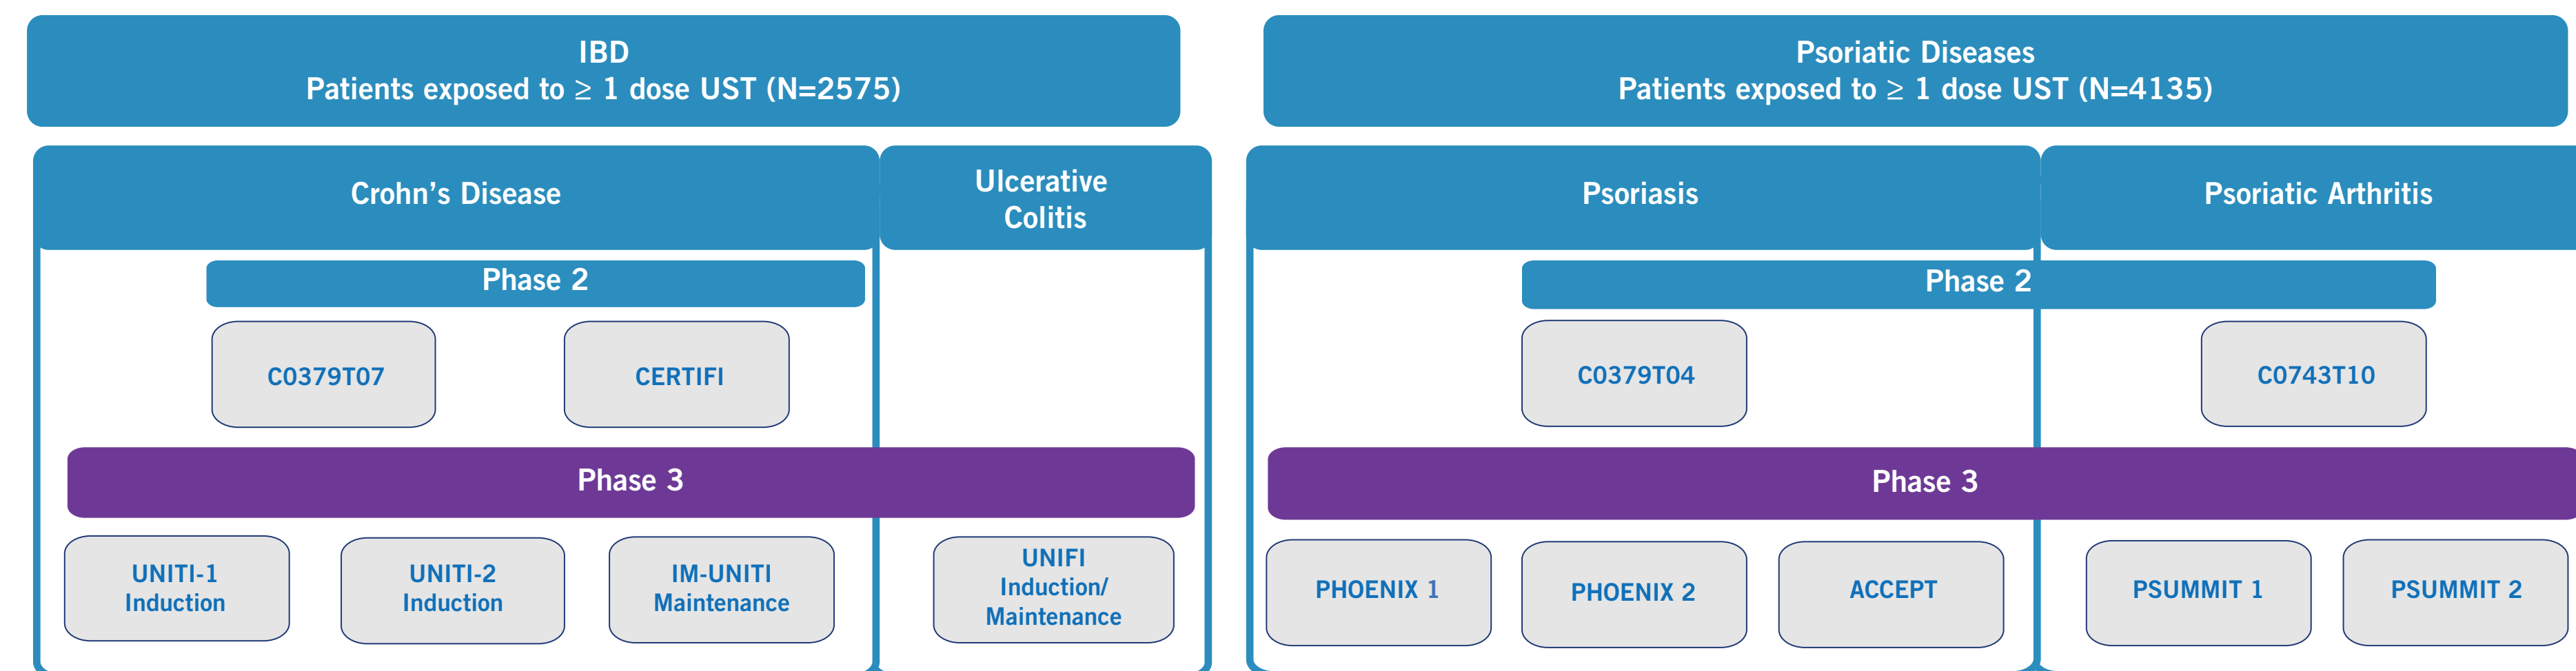 IBD
Patients exposed to ≥ 1 dose UST (N=2575)
Psoriatic Diseases
Patients exposed to ≥ 1 dose UST (N=4135)
Crohn’s Disease
Ulcerative
Colitis
Psoriasis
Psoriatic Arthritis
Phase 2
Phase 2
C0379T07
CERTIFI
C0379T04
C0743T10
Phase 3
Phase 3
UNITI-1
Induction
UNITI-2
Induction
IM-UNITI
Maintenance
UNIFI
Induction/
Maintenance
PHOENIX 1
PHOENIX 2
ACCEPT
PSUMMIT 1
PSUMMIT 2